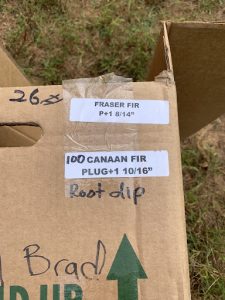 26
FRASER FIR
P+1 8/14"
100 CANAAN FIR
PLUG+1 10/16"
Root dip
Brad
UP